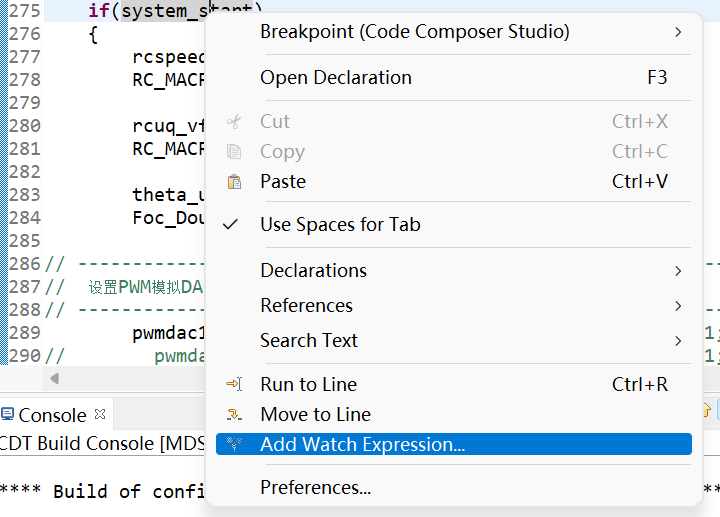 275 if(system_start)
Breakpoint (Code Composer Studio)
276 {
277 rcspeed
Open Declaration F3
278 RC_MACR
279
Cut Ctrl+X
280 rcuq_vf
281 RC_MACR
Copy Ctrl+C
282
Paste Ctrl+V
283 theta_u
284 Foc_Dou
Use Spaces for Tab
285
286 // ---------------
Declarations
287 // 设置PWM模拟DA
288 // ---------------
References
289 pwmdac1
1;
Search Text
290 // pwmda
1;
Run to Line Ctrl+R
Console
Move to Line
CDT Build Console [MDS
Add Watch Expression...
**** Build of confi
**
Preferences...